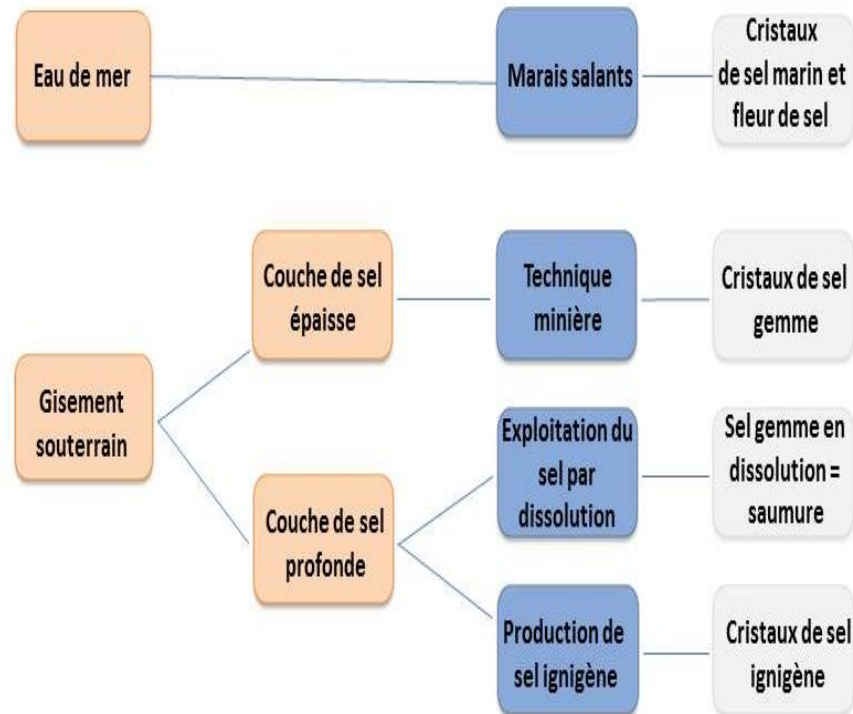 Eau de mer
Marais salants
Cristaux
de sel marin et
fleur de sel
Couche de sel
épaisse
Technique
minière
Cristaux de sel
gemme
Gisement
souterrain
Couche de sel
profonde
Exploitation du
sel par
dissolution
Sel gemme en
dissolution =
saumure
Production de
sel ignigène
Cristaux de sel
ignigène